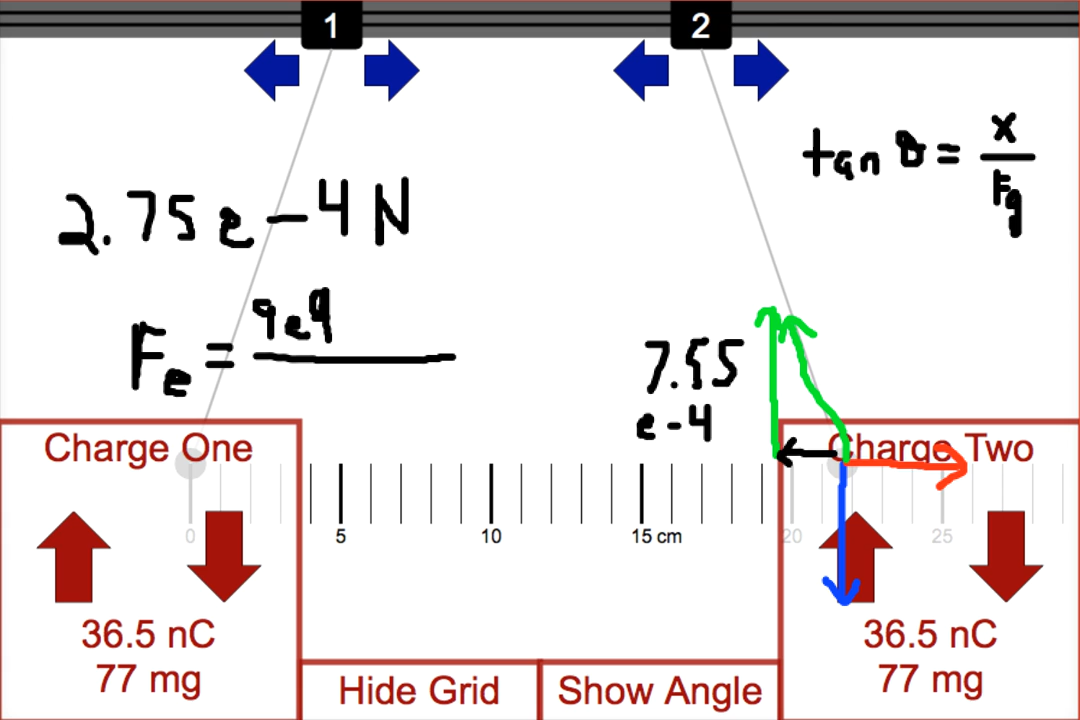 1
2
tan θ = x / Fg
2.75 e-4 N
Fe = qeq
7.55
e-4
Charge One
Charge Two
0
5
10
15 cm
20
25
36.5 nC
77 mg
36.5 nC
77 mg
Hide Grid
Show Angle